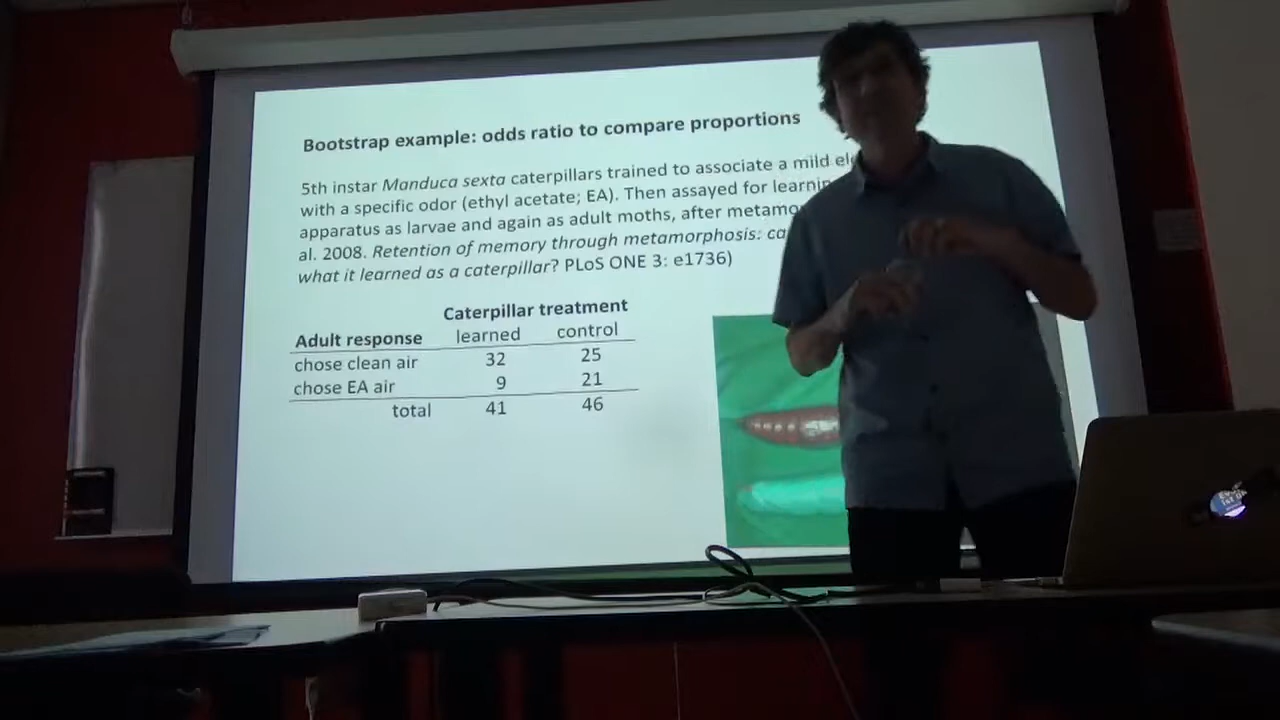 Bootstrap example: odds ratio to compare proportions
5th instar Manduca sexta caterpillars trained to associate a mild
with a specific odor (ethyl acetate; EA). Then assayed for
apparatus as larvae and again as adult moths, after
al. 2008. Retention of memory through metamorphosis:
what it learned as a caterpillar? PLoS ONE 3: e1736)
Caterpillar treatment
Adult response learned control
chose clean air 32 25
chose EA air 9 21
total 41 46